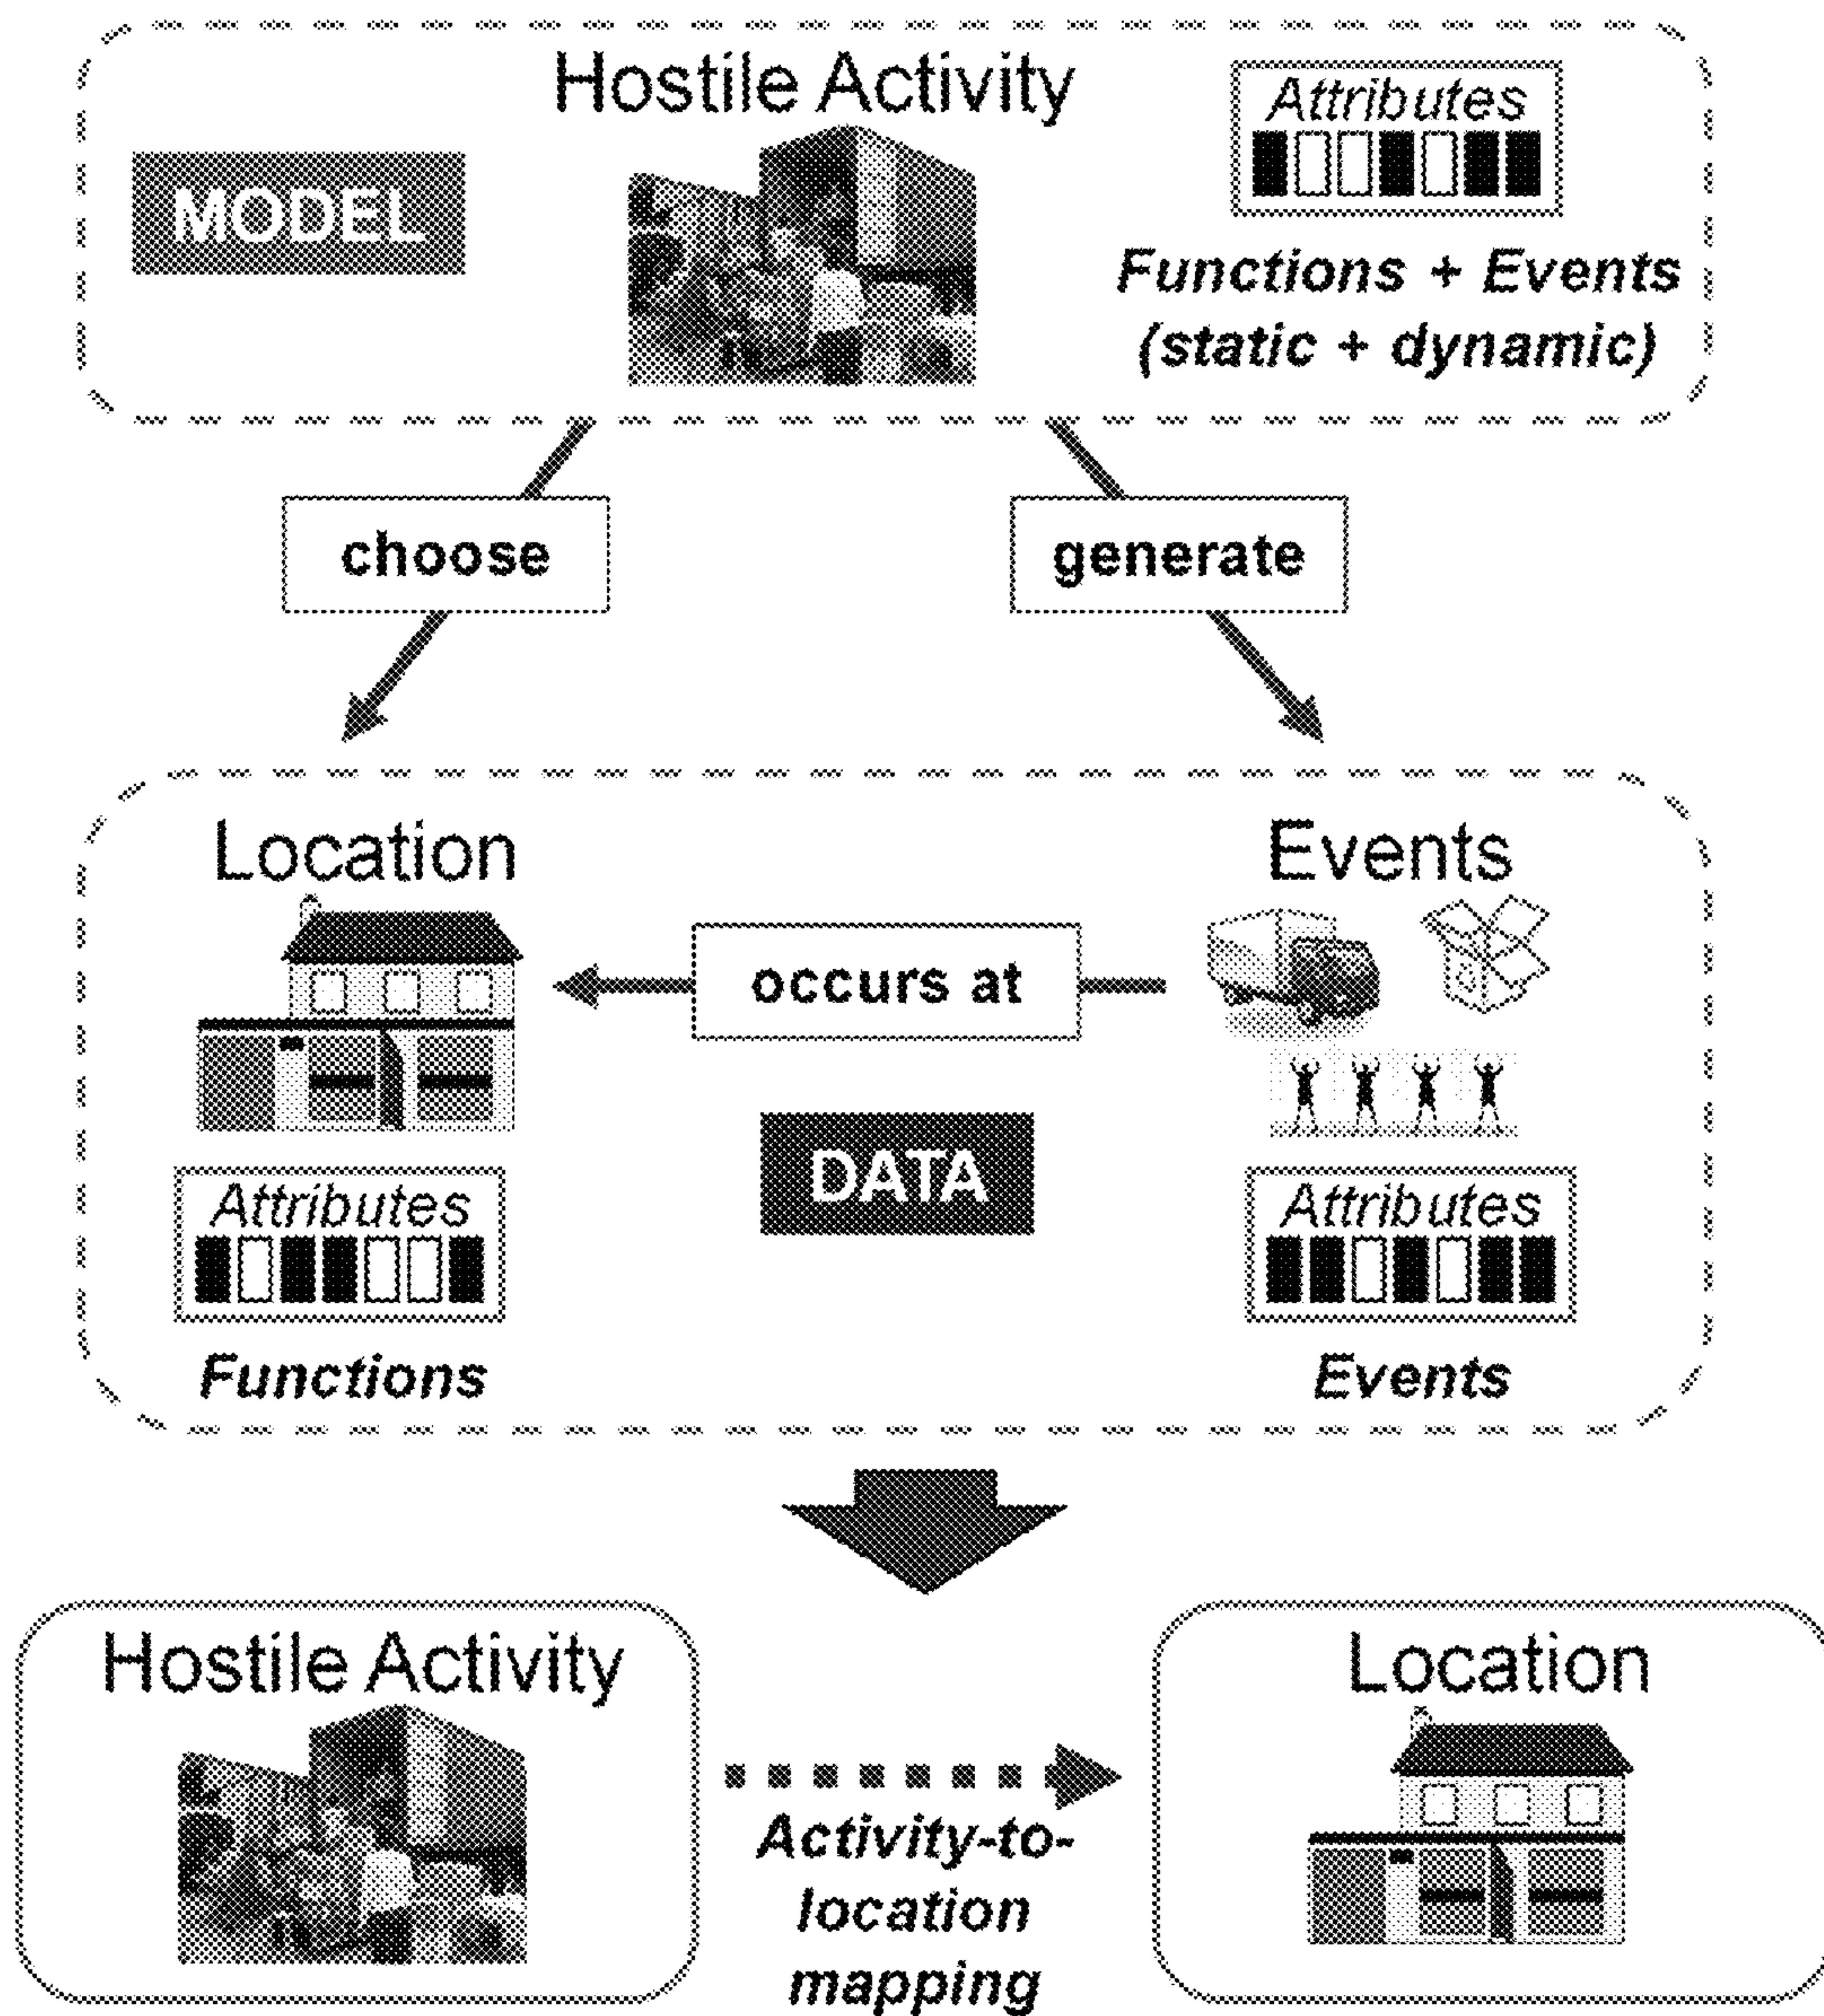 Hostile Activity
Attributes
MODEL
Functions + Events
(static + dynamic)
choose
generate
Location
Events
occurs at
DATA
Attributes
Attributes
Functions
Events
Hostile Activity
Location
Activity-to-
location
mapping